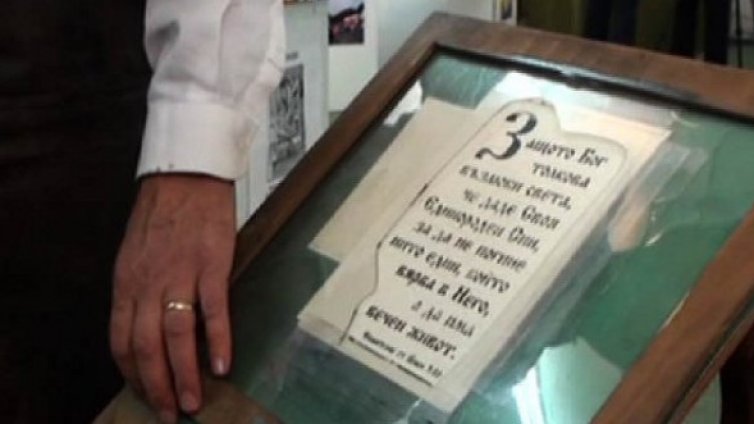 Защото Бог
толкова
възлюби света,
че даде Своя
Единороден Син,
за да не погине
нито един, който
вярва в Него,
а да има
вечен живот.